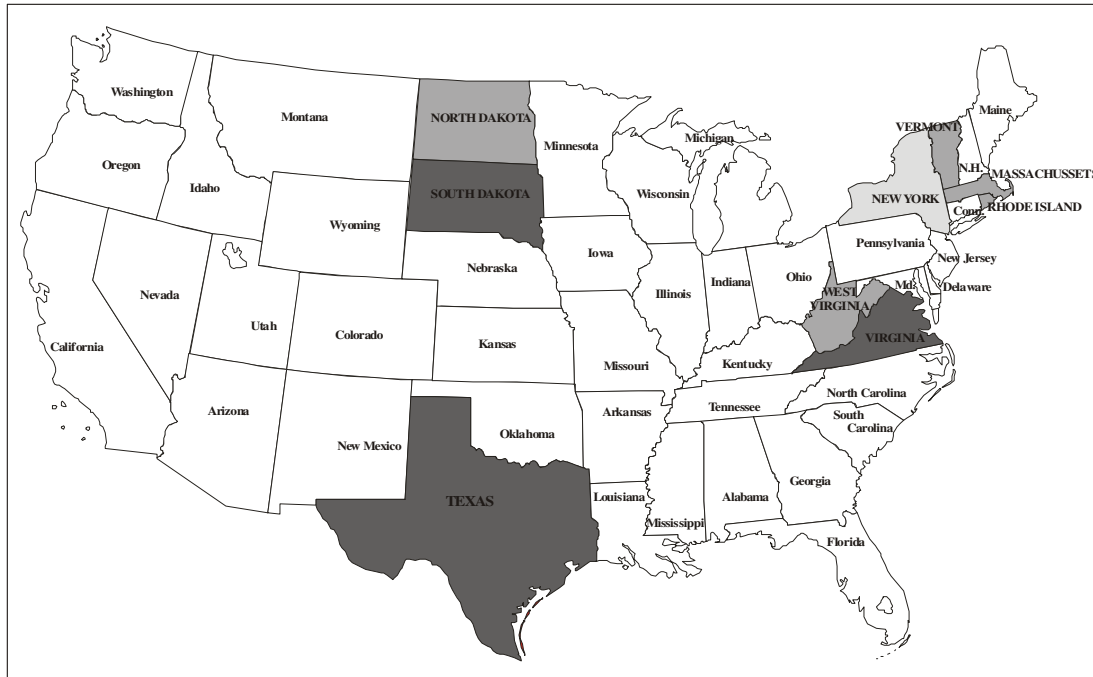 Washington
Montana
NORTH DAKOTA
Minnesota
Michigan
Maine
VERMONT
N.H.
MASSACHUSSETS
Oregon
Idaho
SOUTH DAKOTA
Wisconsin
NEW YORK
Conn.
RHODE ISLAND
Wyoming
Nebraska
Iowa
Pennsylvania
New Jersey
Nevada
Utah
Colorado
Kansas
Illinois
Indiana
Ohio
WEST
VIRGINIA
Md.
Delaware
California
Missouri
Kentucky
VIRGINIA
Arizona
New Mexico
Oklahoma
Arkansas
Tennessee
North Carolina
South
Carolina
TEXAS
Louisiana
Mississippi
Alabama
Georgia
Florida